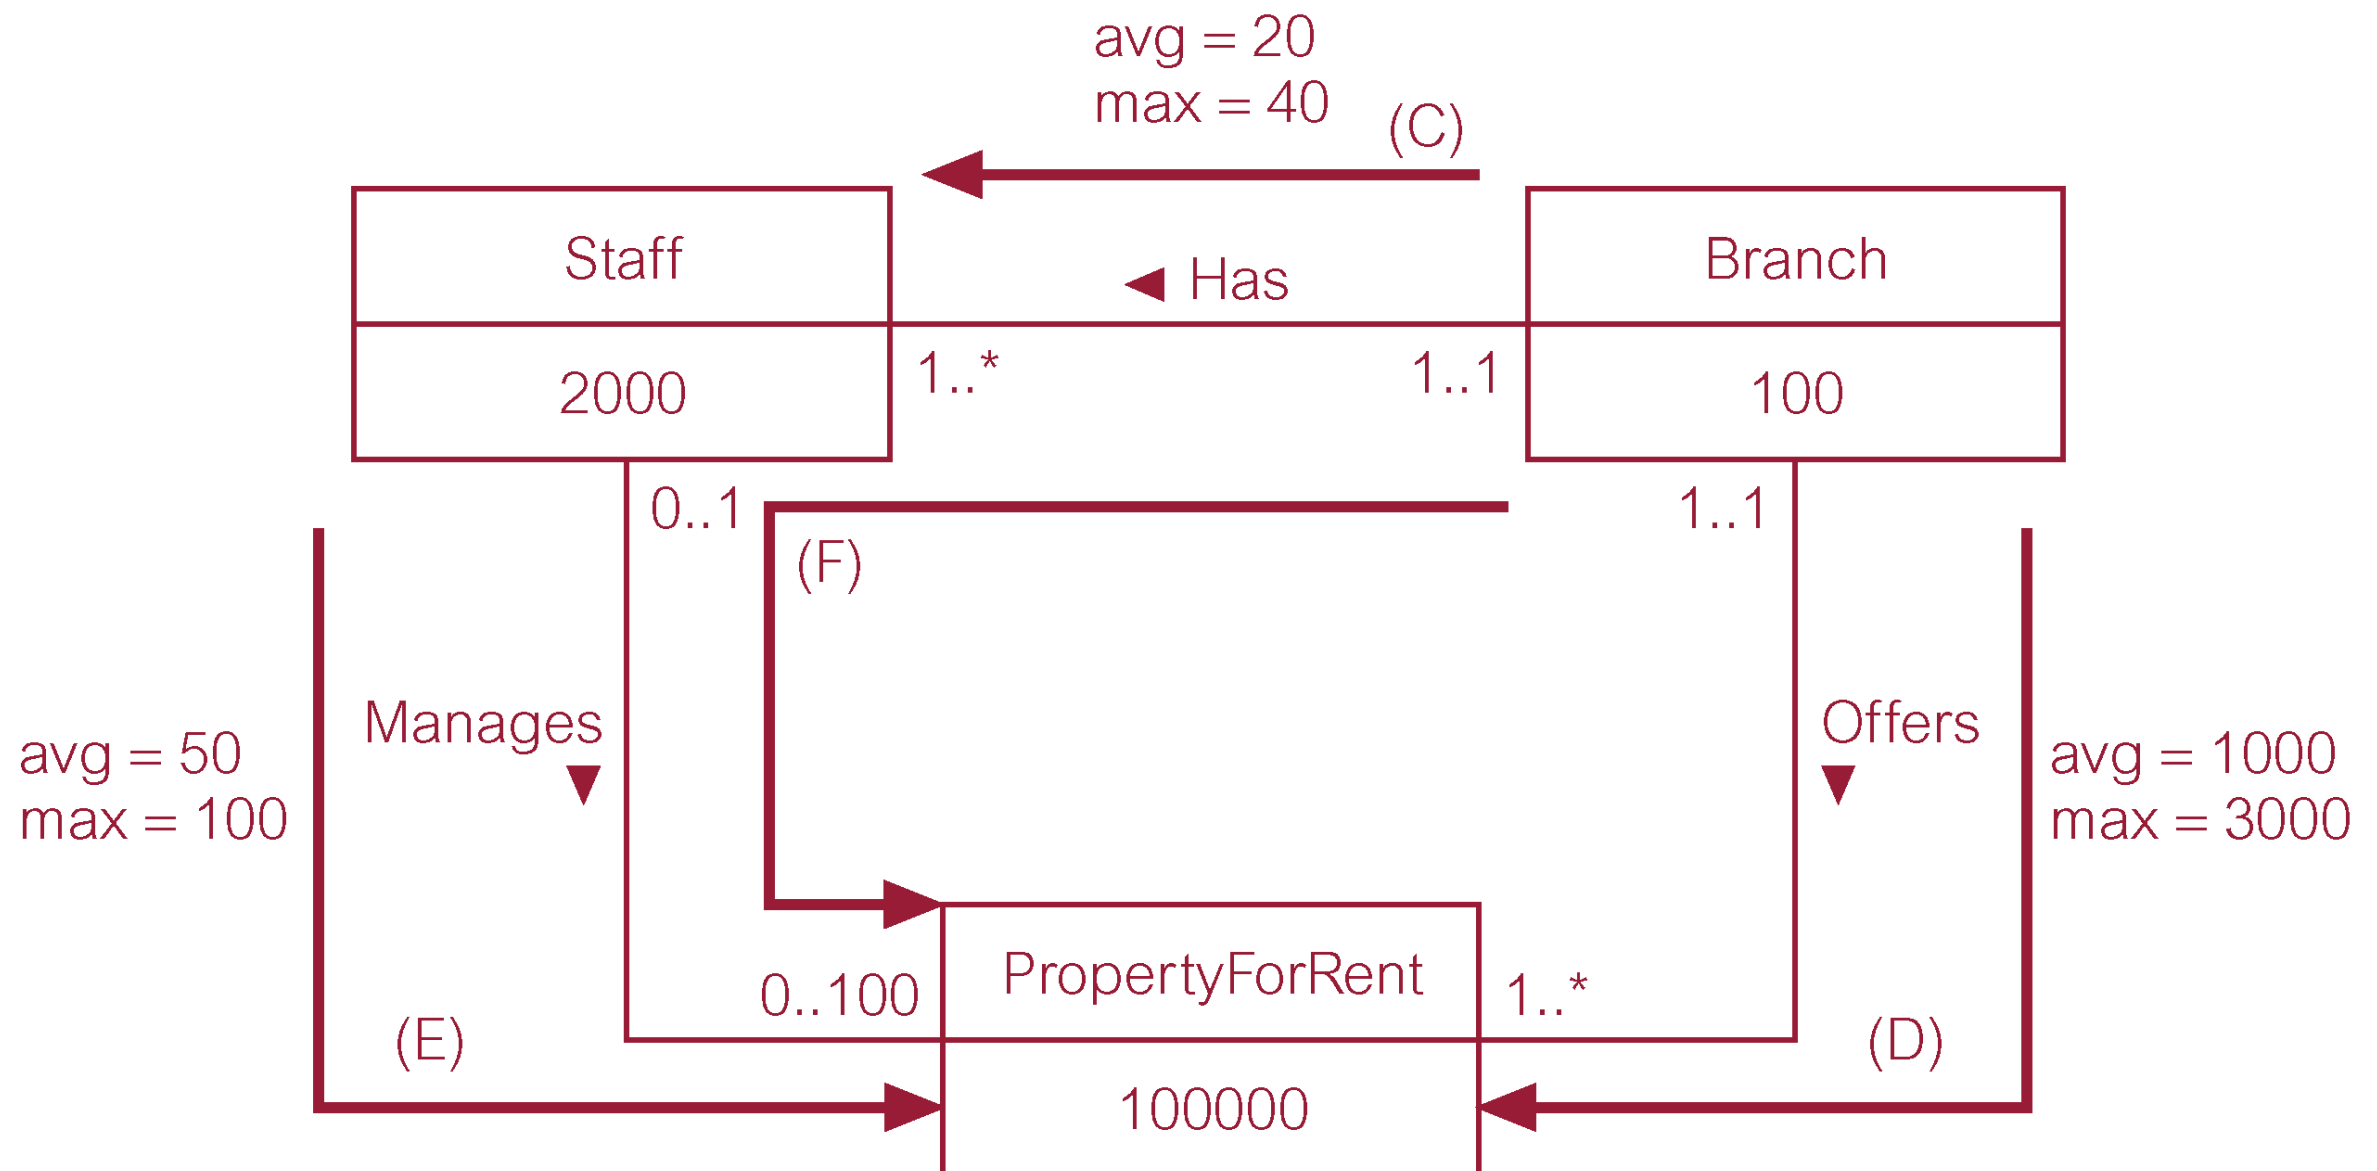 avg = 20
max = 40
(C)
Staff
Has
Branch
2000
1..*
1..1
100
0..1
(F)
1..1
Manages
Offers
avg = 50
max = 100
avg = 1000
max = 3000
0..100
PropertyForRent
1..*
(E)
(D)
100000